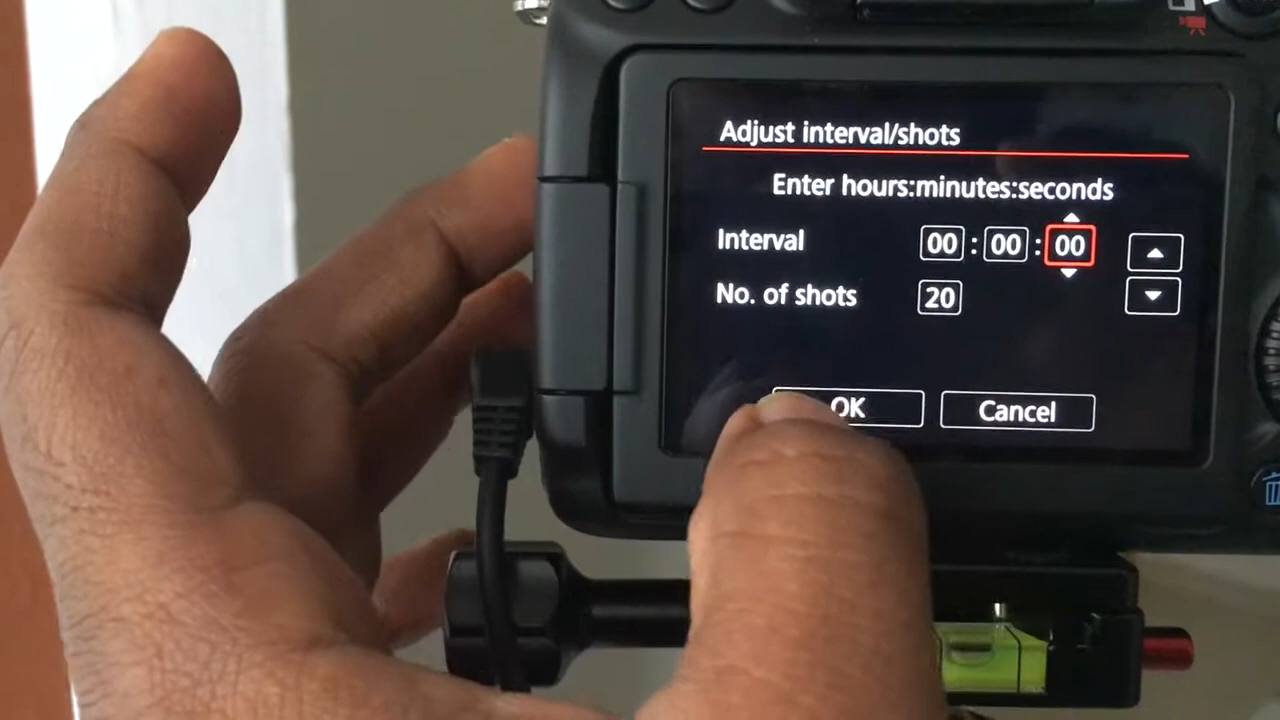 Adjust interval/shots
Enter hours:minutes:seconds
Interval 00:00:00
No. of shots 20
OK Cancel